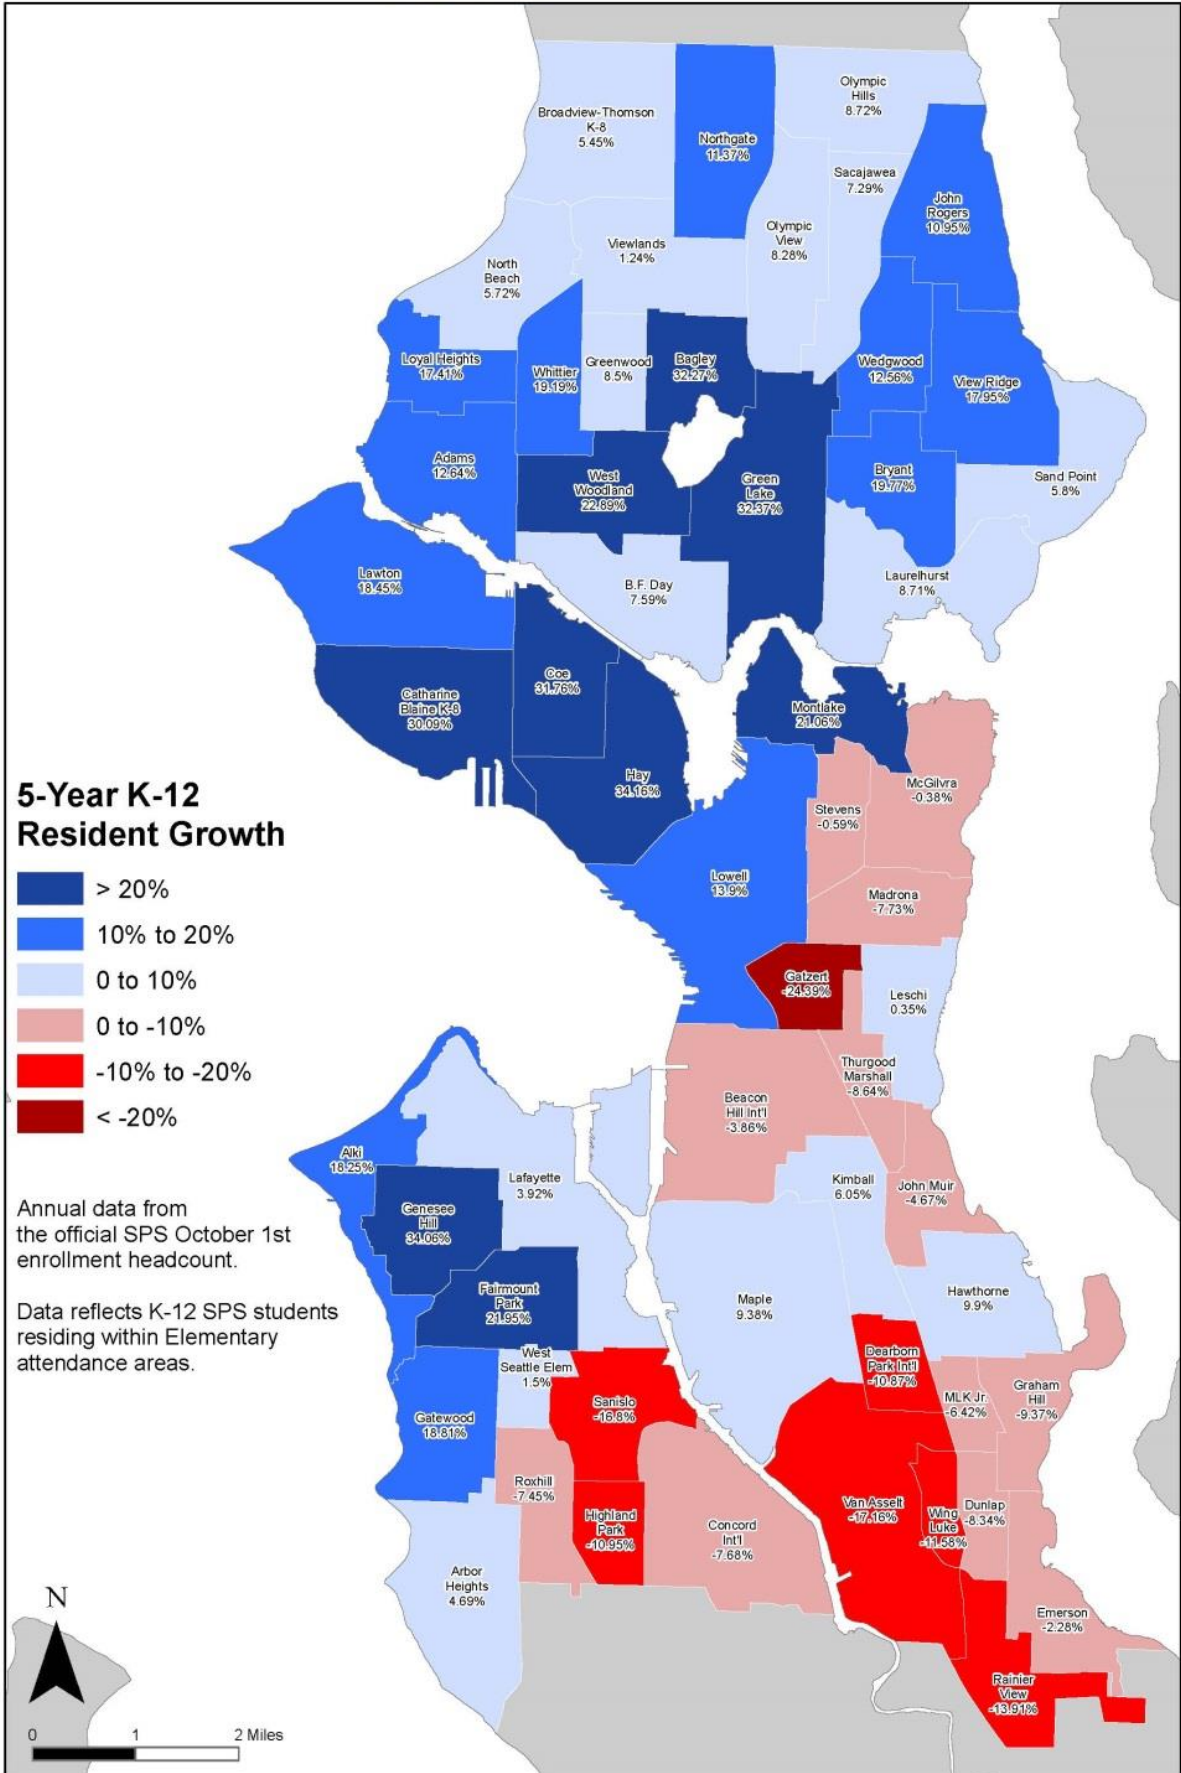 Olympic
Hills
8.72%
Broadview-Thomson
K-8
5.45%
Northgate
11.37%
Sacajawea
7.29%
John
Rogers
10.95%
Olympic
View
8.28%
Viewlands
1.24%
North
Beach
5.72%
Loyal Heights
17.41%
Whittier
19.19%
Greenwood
8.5%
Bagley
32.27%
Wedgwood
12.56%
View Ridge
17.95%
Adams
12.64%
West
Woodland
22.89%
Green
Lake
32.37%
Bryant
19.77%
Sand Point
5.8%
Lawton
18.45%
B.F. Day
7.59%
Laurelhurst
8.71%
Catharine
Blaine K-8
30.09%
Coe
31.76%
Montlake
21.06%
Hay
34.16%
McGilvra
-0.38%
Stevens
-0.59%
Lowell
13.9%
Madrona
-7.73%
Gatzert
-24.39%
Leschi
0.35%
5-Year K-12
Resident Growth
> 20%
10% to 20%
0 to 10%
0 to -10%
-10% to -20%
< -20%
Thurgood
Marshall
-8.64%
Beacon
Hill Int'l
-3.86%
Alki
18.25%
Lafayette
3.92%
Kimball
6.05%
John Muir
-4.67%
Genesee
Hill
34.06%
Annual data from
the official SPS October 1st
enrollment headcount.
Data reflects K-12 SPS students
residing within Elementary
attendance areas.
Fairmount
Park
21.95%
Maple
9.38%
Hawthorne
9.9%
West
Seattle Elem
1.5%
Dearborn
Park Int'l
-10.87%
Sanislo
-16.8%
MLK Jr.
-6.42%
Graham
Hill
-9.37%
Gatewood
18.81%
Roxhill
-7.45%
Highland
Park
-10.95%
Concord
Int'l
-7.68%
Van Asselt
-17.16%
Wing
Luke
-11.58%
Dunlap
-8.34%
Arbor
Heights
4.69%
Emerson
-2.28%
Rainier
View
-13.91%
N
0 1 2 Miles